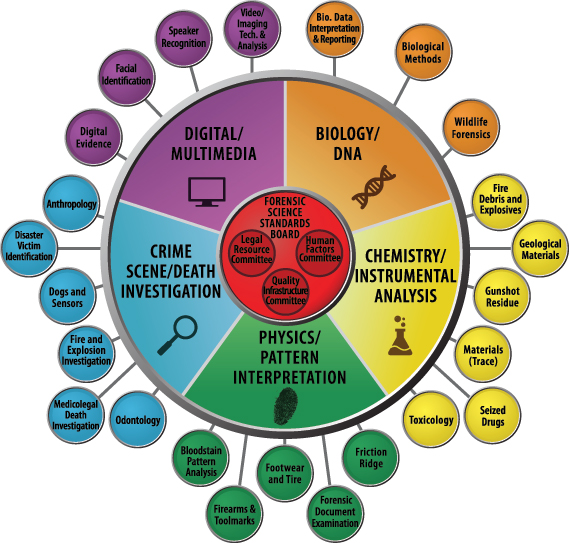 Video/
Imaging
Tech. &
Analysis
Speaker
Recognition
Facial
Identification
Digital
Evidence
Bio. Data
Interpretation
& Reporting
Biological
Methods
Wildlife
Forensics
DIGITAL/
MULTIMEDIA
BIOLOGY/
DNA
FORENSIC
SCIENCE
STANDARDS
BOARD
Legal
Resource
Committee
Human
Factors
Committee
Quality
Infrastructure
Committee
CRIME
SCENE/DEATH
INVESTIGATION
CHEMISTRY/
INSTRUMENTAL
ANALYSIS
PHYSICS/
PATTERN
INTERPRETATION
Anthropology
Disaster
Victim
Identification
Dogs and
Sensors
Fire and
Explosion
Investigation
Medicolegal
Death
Investigation
Odontology
Fire
Debris and
Explosives
Geological
Materials
Gunshot
Residue
Materials
(Trace)
Seized
Drugs
Toxicology
Bloodstain
Pattern
Analysis
Firearms &
Toolmarks
Footwear
and Tire
Forensic
Document
Examination
Friction
Ridge